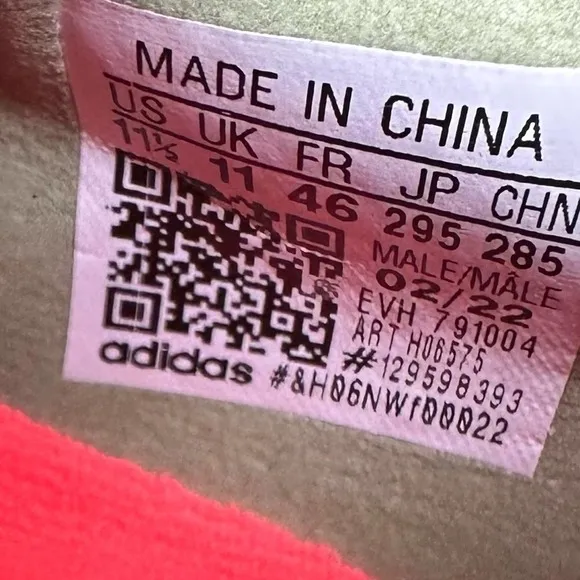 MADE IN CHINA
US UK FR JP CHN
11½ 11 46 295 285
MALE/MÂLE
02/22
EVH 791004
ART H06575
#129598393
adidas #&H06NWf00022